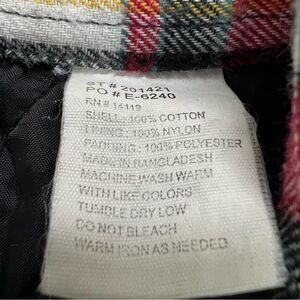 ST # 201421
PO # E-6240
RN # 14119
SHELL: 100% COTTON
LINING: 100% NYLON
PADDING: 100% POLYESTER
MADE IN BANGLADESH
MACHINE WASH WARM
WITH LIKE COLORS
TUMBLE DRY LOW
DO NOT BLEACH
WARM IRON AS NEEDED